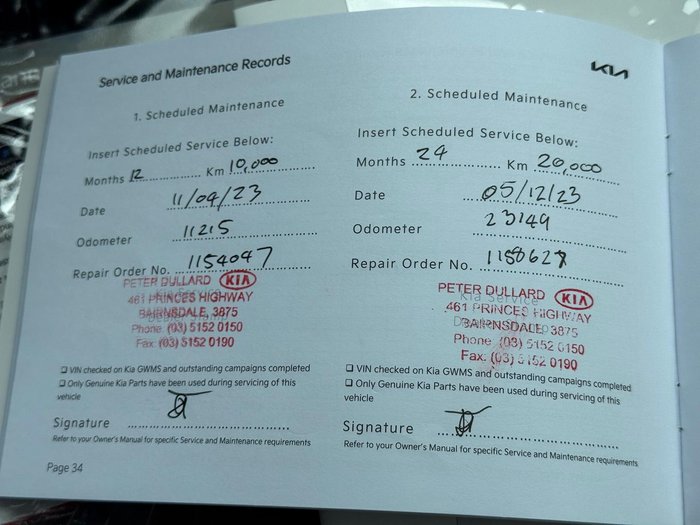 Service and Maintenance Records
KIA
1. Scheduled Maintenance
Insert Scheduled Service Below:
Months 12 Km 10,000
Date 11/04/23
Odometer 11215
Repair Order No. 1154047
PETER DULLARD KIA
Kia Service
461 PRINCES HIGHWAY
Dealer Stamp
BAIRNSDALE, 3875
Phone: (03) 5152 0150
Fax: (03) 5152 0190
❑ VIN checked on Kia GWMS and outstanding campaigns completed
❑ Only Genuine Kia Parts have been used during servicing of this
vehicle
Signature
Refer to your Owner's Manual for specific Service and Maintenance requirements
Page 34
2. Scheduled Maintenance
Insert Scheduled Service Below:
Months 24 Km 20,000
Date 05/12/23
Odometer 23149
Repair Order No. 1158627
PETER DULLARD KIA
Kia Service
461 PRINCES HIGHWAY
BAIRNSDALE, 3875
Phone: (03) 5152 0150
Fax: (03) 5152 0190
❑ VIN checked on Kia GWMS and outstanding campaigns completed
❑ Only Genuine Kia Parts have been used during servicing of this
vehicle
Signature
Refer to your Owner's Manual for specific Service and Maintenance requirements